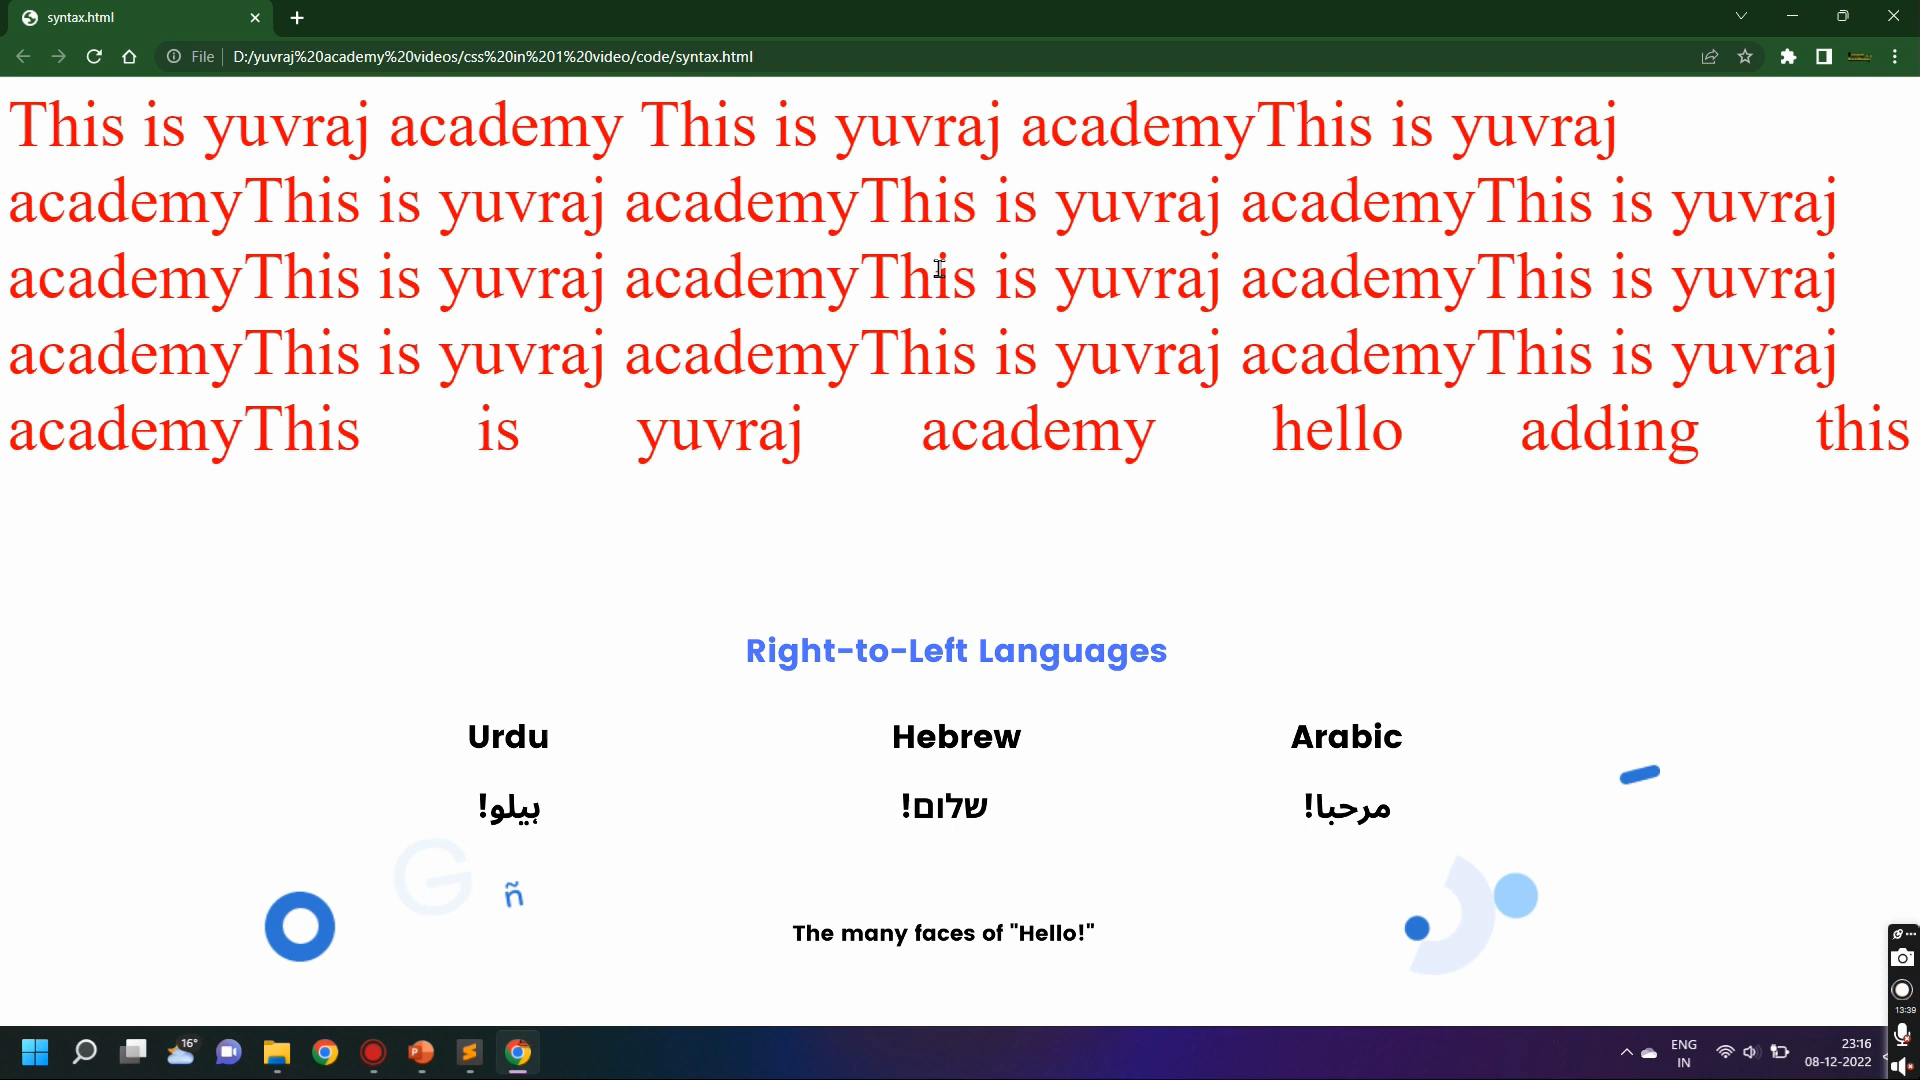 syntax.html
File D:/yuvraj%20academy%20videos/css%20in%201%20video/code/syntax.html
This is yuvraj academy This is yuvraj academyThis is yuvraj
academyThis is yuvraj academyThis is yuvraj academyThis is yuvraj
academyThis is yuvraj academyThis is yuvraj academyThis is yuvraj
academyThis is yuvraj academyThis is yuvraj academyThis is yuvraj
academyThis is yuvraj academy hello adding this
Right-to-Left Languages
Urdu Hebrew Arabic
ہیلو! שלום! مرحبا!
G
ñ
The many faces of "Hello!"
13:39
16°
ENG
IN
23:16
08-12-2022